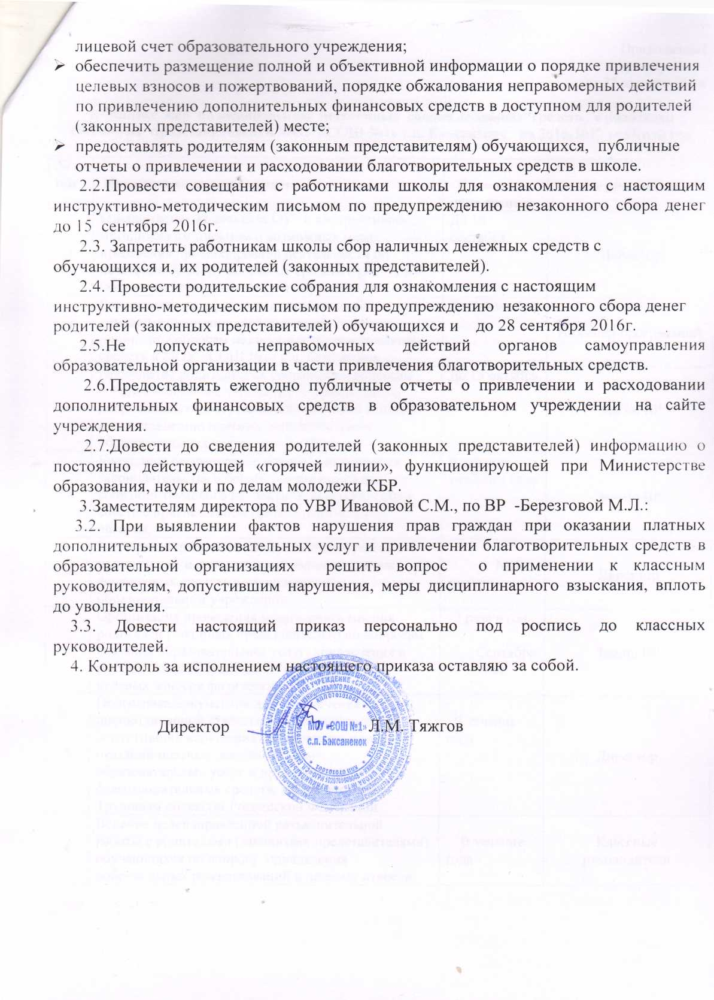 лицевой счет образовательного учреждения;
➢ обеспечить размещение полной и объективной информации о порядке привлечения
целевых взносов и пожертвований, порядке обжалования неправомерных действий
по привлечению дополнительных финансовых средств в доступном для родителей
(законных представителей) месте;
➢ предоставлять родителям (законным представителям) обучающихся, публичные
отчеты о привлечении и расходовании благотворительных средств в школе.
2.2.Провести совещания с работниками школы для ознакомления с настоящим
инструктивно-методическим письмом по предупреждению незаконного сбора денег
до 15 сентября 2016г.
2.3. Запретить работникам школы сбор наличных денежных средств с
обучающихся и, их родителей (законных представителей).
2.4. Провести родительские собрания для ознакомления с настоящим
инструктивно-методическим письмом по предупреждению незаконного сбора денег
родителей (законных представителей) обучающихся и до 28 сентября 2016г.
2.5.Не допускать неправомочных действий органов самоуправления
образовательной организации в части привлечения благотворительных средств.
2.6.Предоставлять ежегодно публичные отчеты о привлечении и расходовании
дополнительных финансовых средств в образовательном учреждении на сайте
учреждения.
2.7.Довести до сведения родителей (законных представителей) информацию о
постоянно действующей «горячей линии», функционирующей при Министерстве
образования, науки и по делам молодежи КБР.
3.Заместителям директора по УВР Ивановой С.М., по ВР -Березговой М.Л.:
3.2. При выявлении фактов нарушения прав граждан при оказании платных
дополнительных образовательных услуг и привлечении благотворительных средств в
образовательной организациях решить вопрос о применении к классным
руководителям, допустившим нарушения, меры дисциплинарного взыскания, вплоть
до увольнения.
3.3. Довести настоящий приказ персонально под роспись до классных
руководителей.
4. Контроль за исполнением настоящего приказа оставляю за собой.
Директор Л.М. Тяжгов
МОУ «СОШ №1»
с.п. Баксаненок